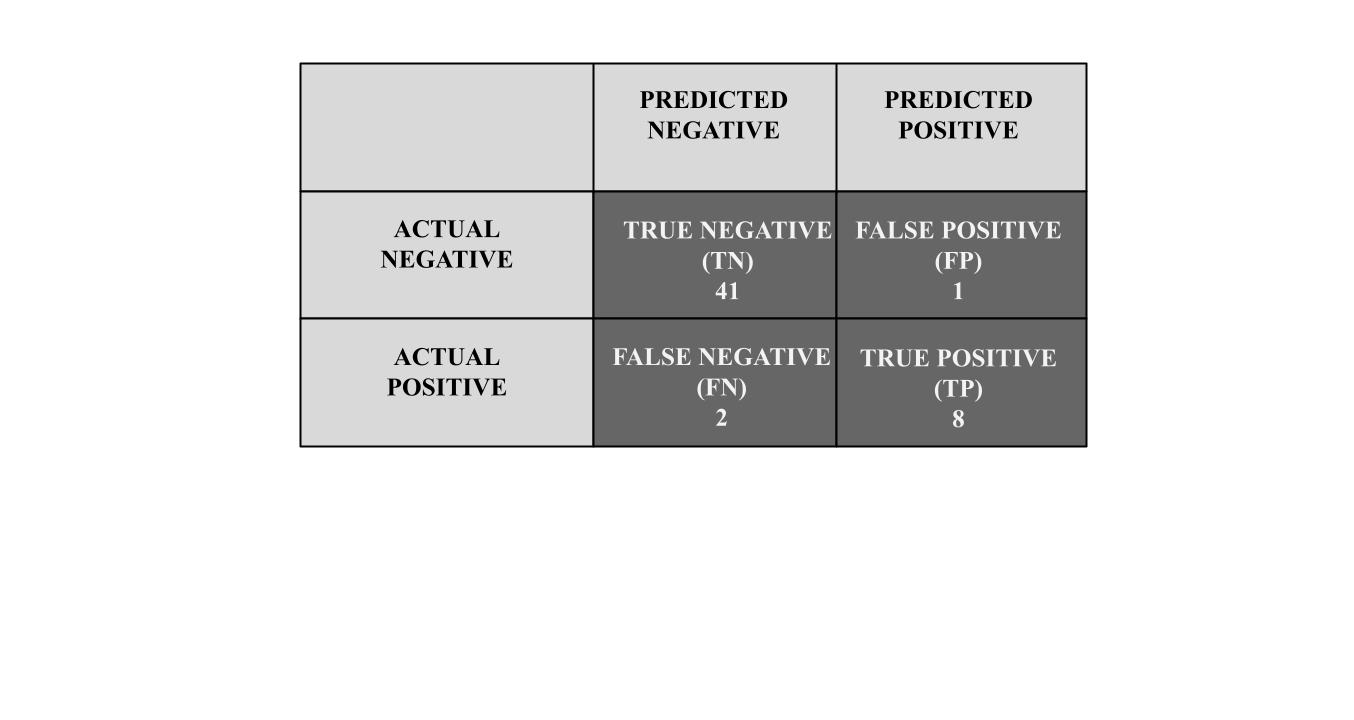 PREDICTED
NEGATIVE
PREDICTED
POSITIVE
ACTUAL
NEGATIVE
TRUE NEGATIVE
(TN)
41
FALSE POSITIVE
(FP)
1
ACTUAL
POSITIVE
FALSE NEGATIVE
(FN)
2
TRUE POSITIVE
(TP)
8